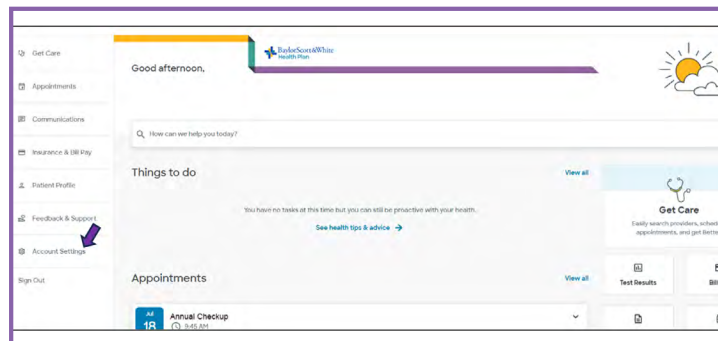 Get Care
Appointments
Communications
Insurance & Bill Pay
Patient Profile
Feedback & Support
Account Settings
Sign Out
BaylorScott&White
Health Plan
Good afternoon,
How can we help you today?
Things to do
View all
You have no tasks at this time but you can still be proactive with your health.
See health tips & advice
Appointments
View all
18
Annual Checkup
9:45 AM
Get Care
Easily search providers, sched
appointments, and get Bette
Test Results
Bill